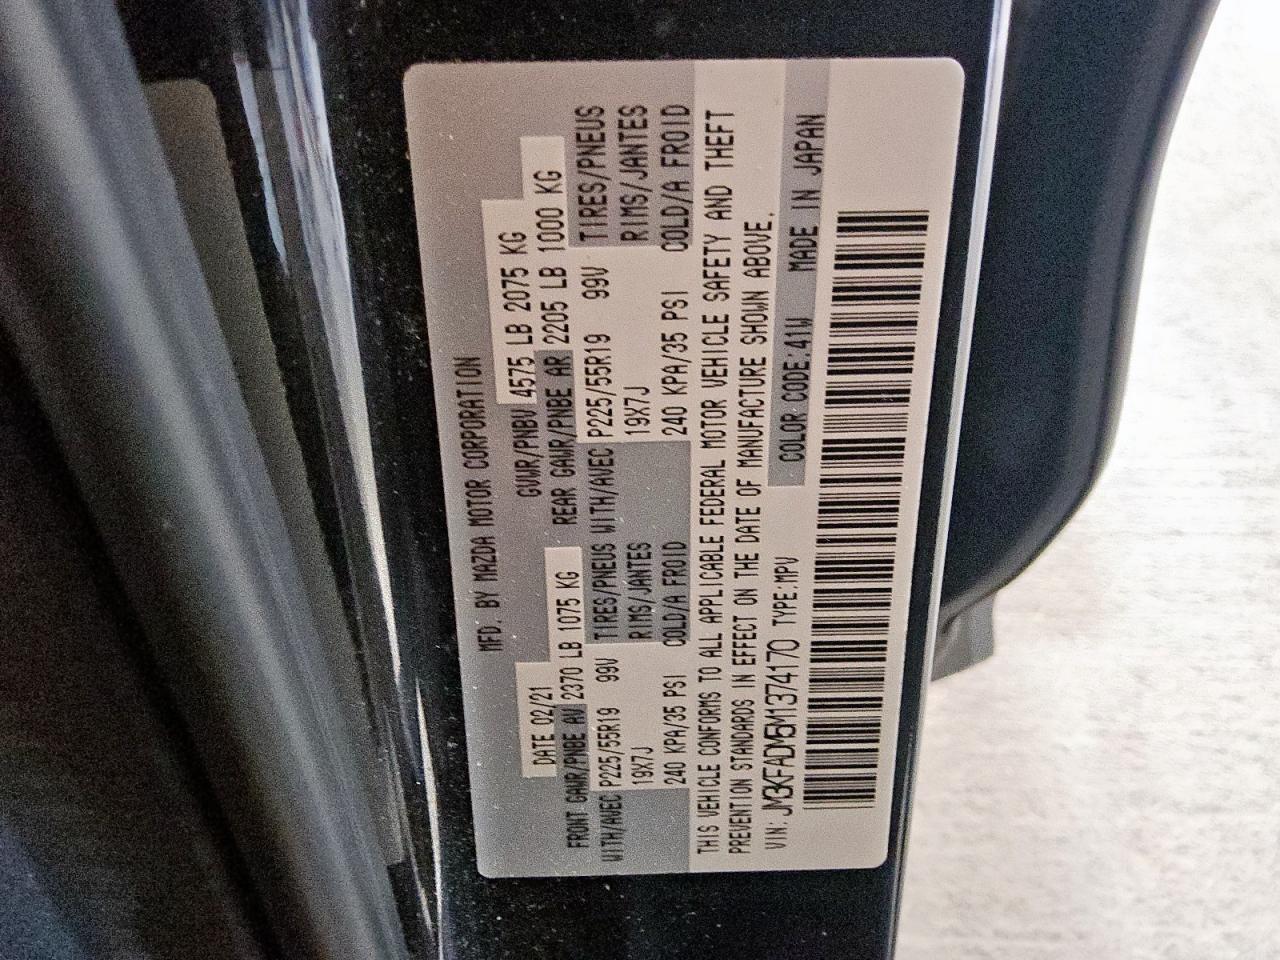 MFD. BY MAZDA MOTOR CORPORATION
DATE 02/21 GVWR/PNBV 4575 LB 2075 KG
FRONT GAWR/PNBE AV 2370 LB 1075 KG REAR GAWR/PNBE AR 2205 LB 1000 KG
WITH/AVEC P225/55R19 99V TIRES/PNEUS WITH/AVEC P225/55R19 99V TIRES/PNEUS
19X7J RIMS/JANTES 19X7J RIMS/JANTES
240 KPA/35 PSI COLD/A FROID 240 KPA/35 PSI COLD/A FROID
THIS VEHICLE CONFORMS TO ALL APPLICABLE FEDERAL MOTOR VEHICLE SAFETY AND THEFT
PREVENTION STANDARDS IN EFFECT ON THE DATE OF MANUFACTURE SHOWN ABOVE.
VIN: JM3KFADM5M1374170 TYPE:MPV COLOR CODE:41W MADE IN JAPAN